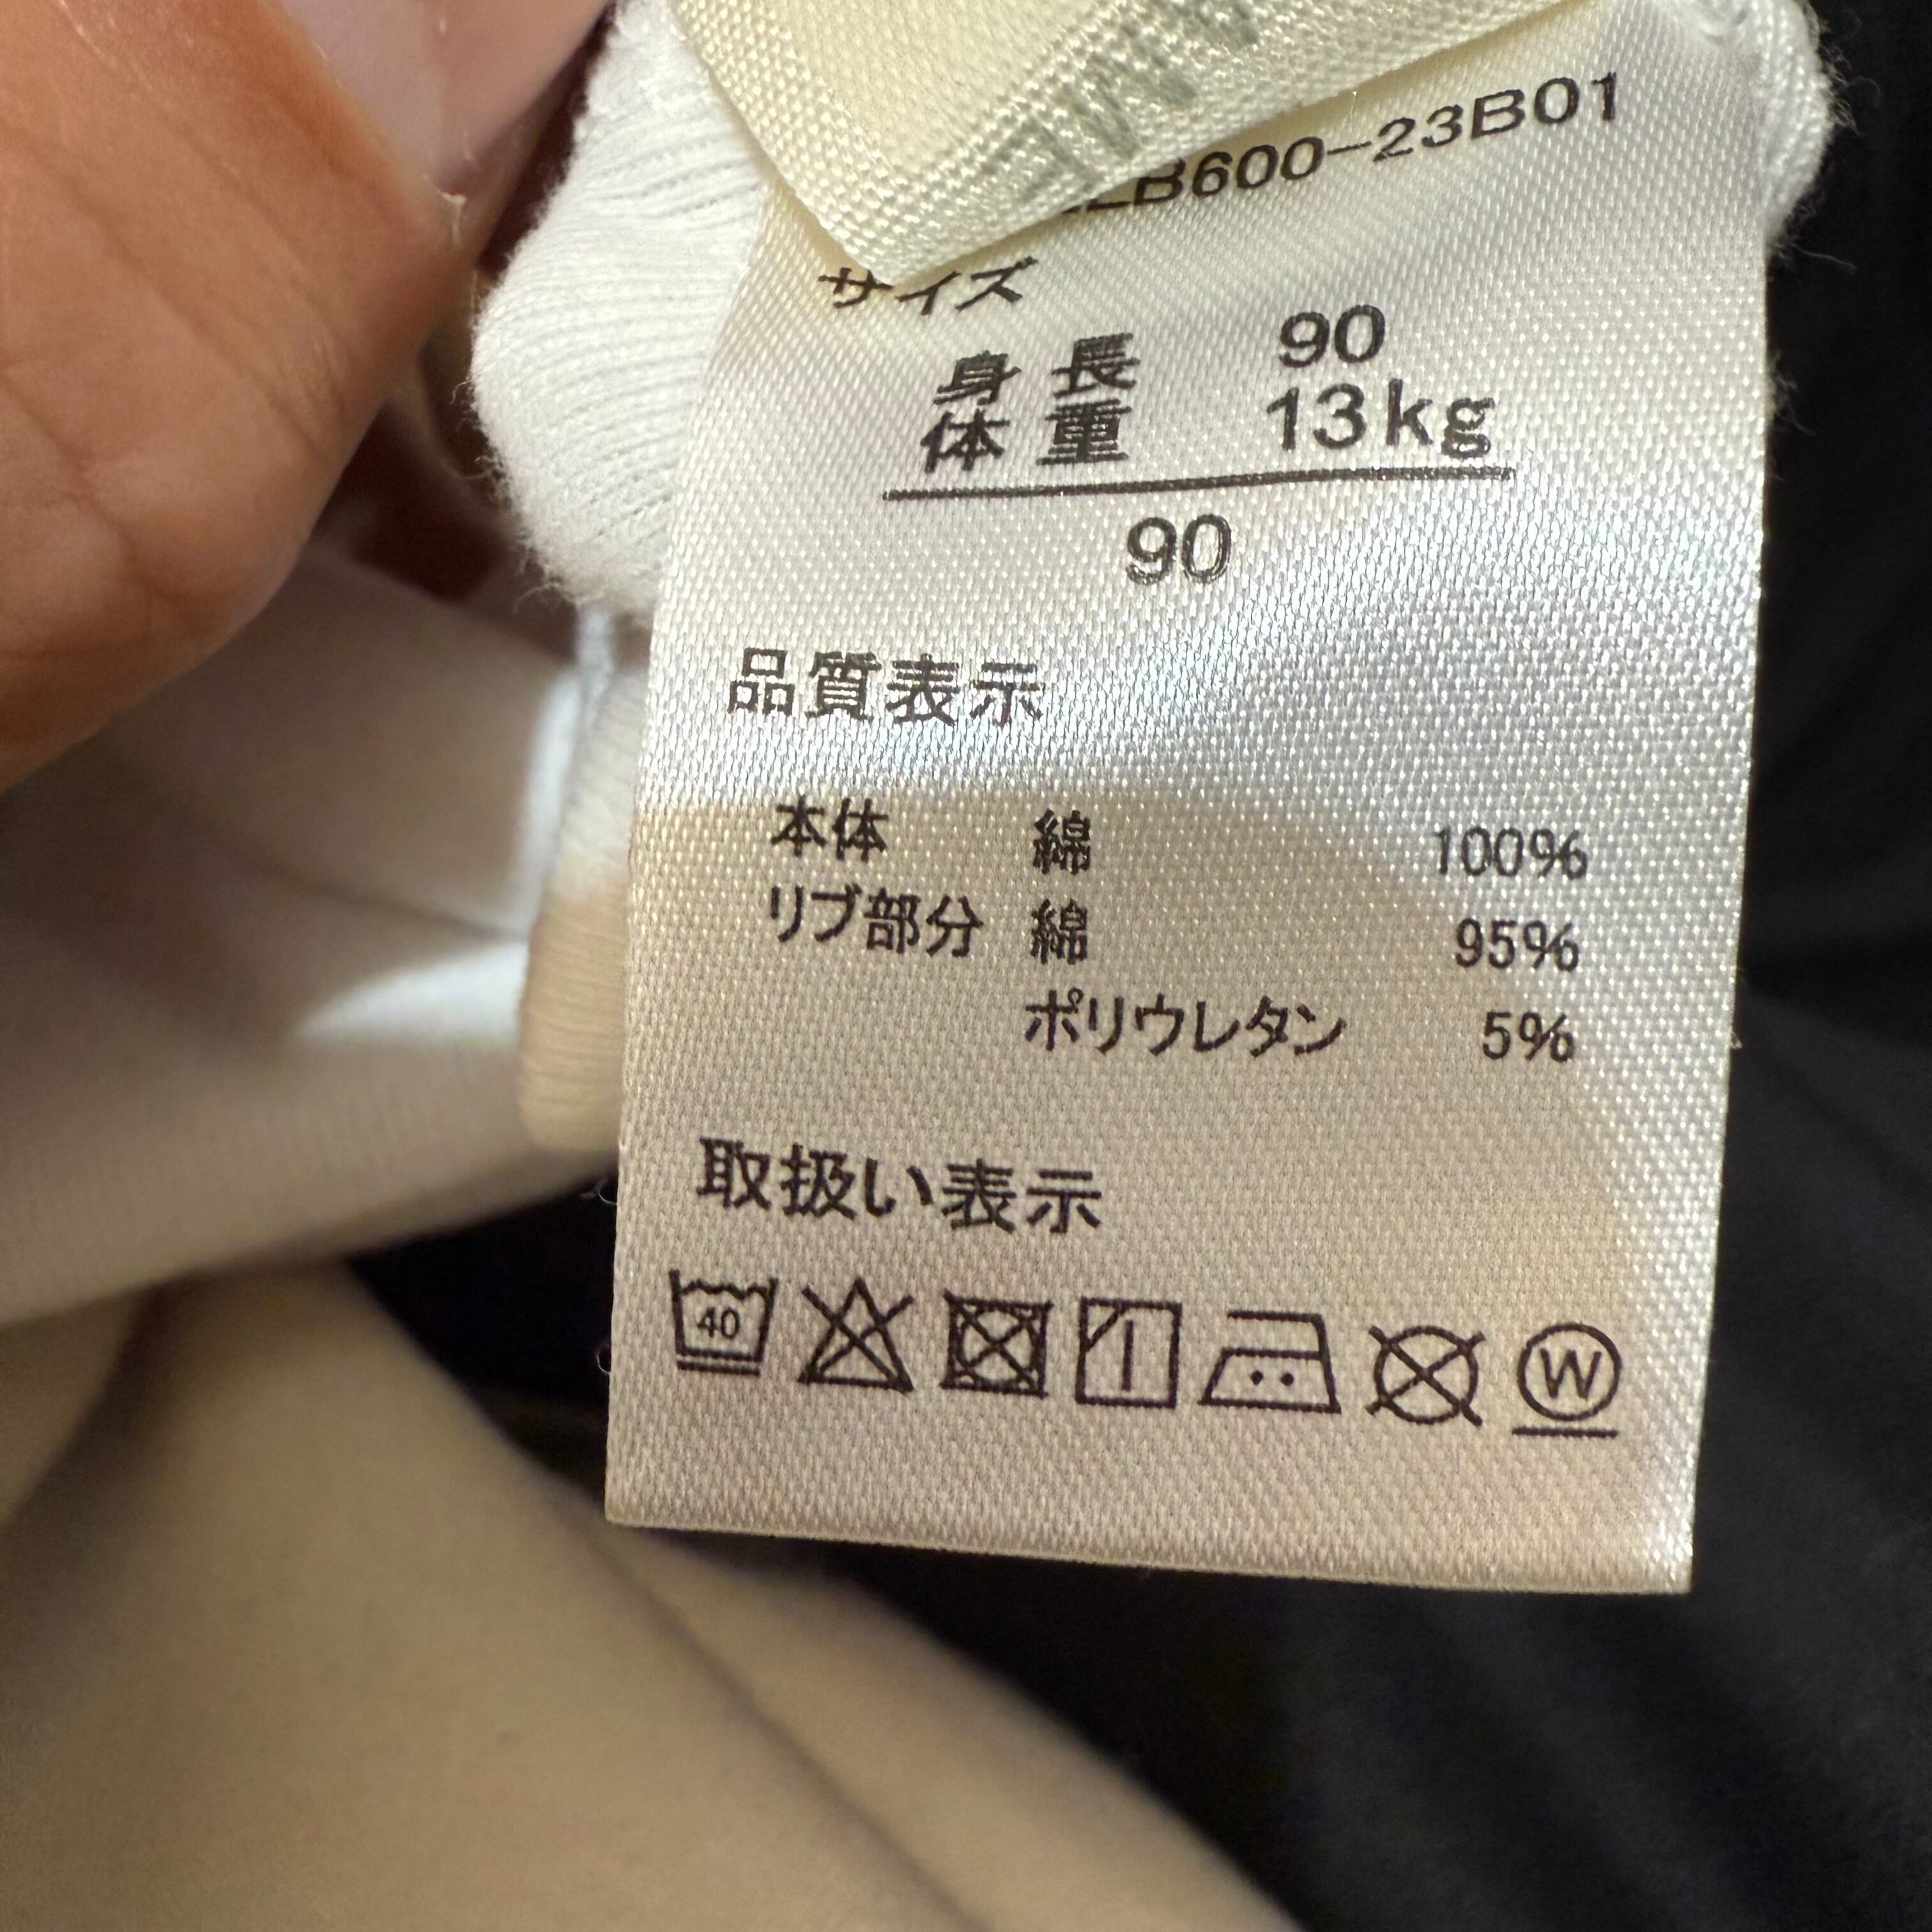 B600-23B01
サイズ
身長 90
体重 13kg
90
品質表示
本体 綿 100%
リブ部分 綿 95%
ポリウレタン 5%
取扱い表示
40 W